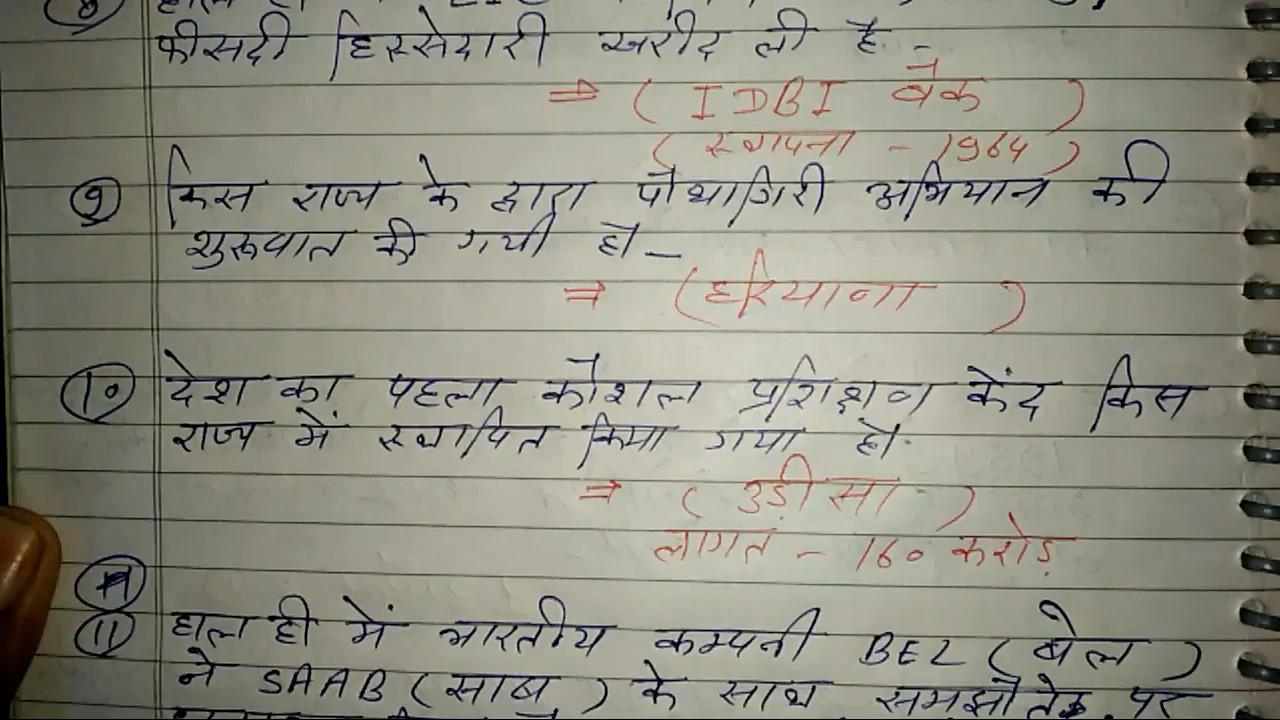 फीसदी हिस्सेदारी खरीद ली है -
⇒ ( IDBI बैंक )
( स्थापना - 1964 )
9 किस राज्य के द्वारा पौधागिरी अभियान की
शुरूवात की गयी है -
⇒ ( हरियाणा )
10 देश का पहला कौशल प्रशिक्षण केंद किस
राज्य में स्थापित किया गया है
⇒ ( उड़ीसा )
लागत - 160 करोड़
11 हाल ही में भारतीय कम्पनी BEL ( बेल )
ने SAAB ( साब ) के साथ समझौते पर